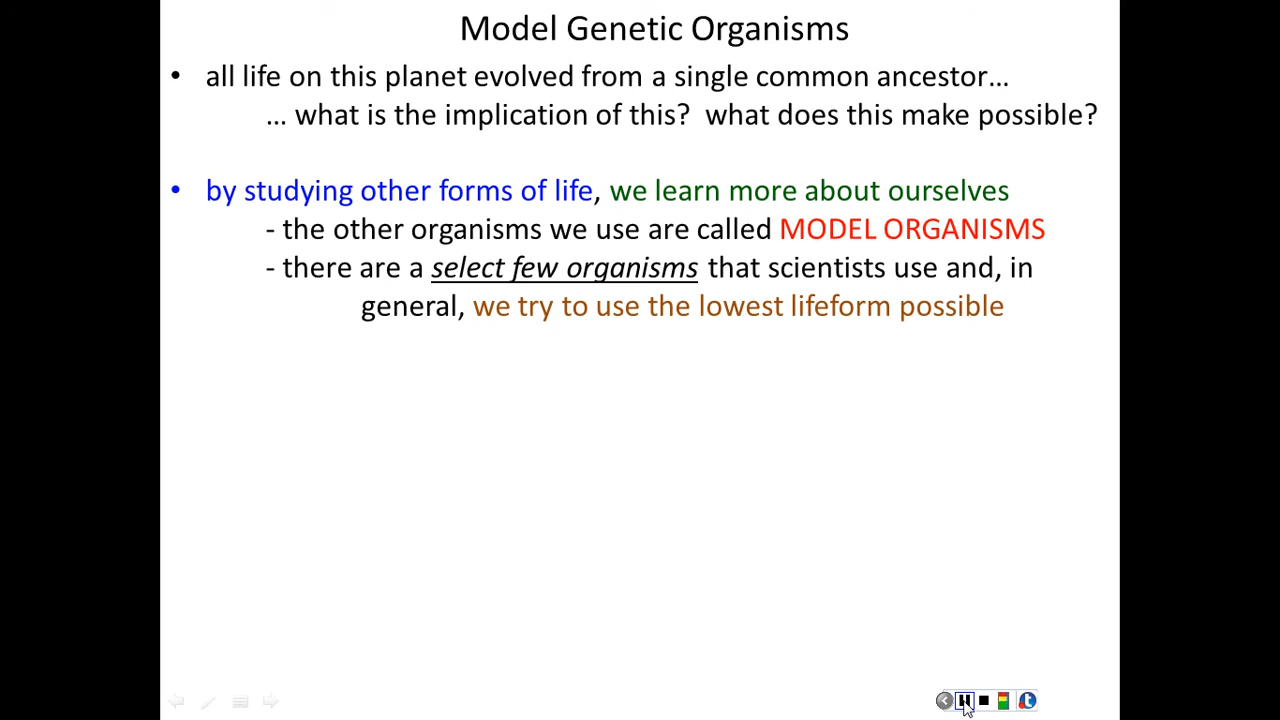 Model Genetic Organisms
• all life on this planet evolved from a single common ancestor…
… what is the implication of this? what does this make possible?
• by studying other forms of life, we learn more about ourselves
- the other organisms we use are called MODEL ORGANISMS
- there are a select few organisms that scientists use and, in
general, we try to use the lowest lifeform possible